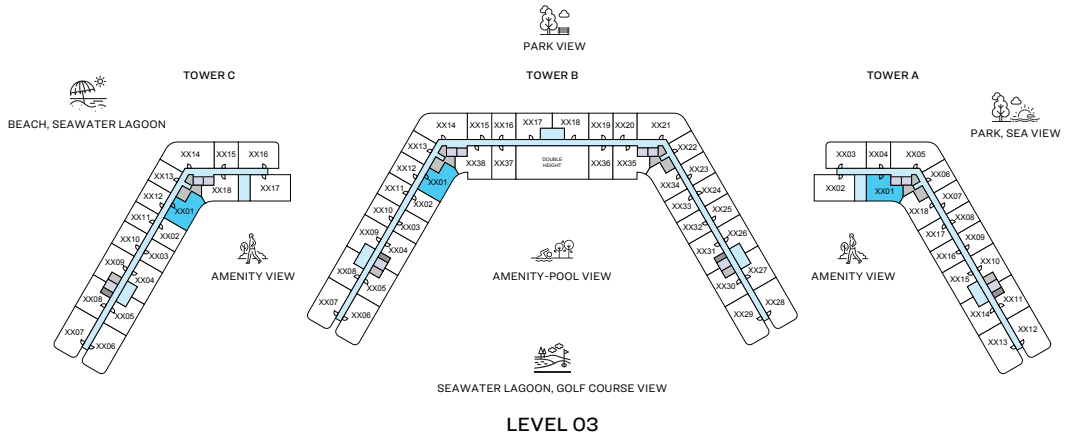 PARK VIEW
TOWER C
TOWER B
TOWER A
BEACH, SEAWATER LAGOON
PARK, SEA VIEW
XX14
XX15
XX16
XX13
XX18
XX17
XX12
XX01
XX11
XX02
XX10
XX03
XX09
XX04
XX08
XX05
XX07
XX06
XX14
XX15
XX16
XX17
XX18
XX19
XX20
XX21
XX13
XX38
XX37
DOUBLE
HEIGHT
XX36
XX35
XX22
XX12
XX01
XX34
XX23
XX11
XX02
XX33
XX24
XX10
XX03
XX32
XX25
XX09
XX04
XX31
XX26
XX08
XX05
XX30
XX27
XX07
XX06
XX29
XX28
XX03
XX04
XX05
XX02
XX01
XX06
XX18
XX07
XX17
XX08
XX16
XX09
XX15
XX10
XX14
XX11
XX13
XX12
AMENITY VIEW
AMENITY-POOL VIEW
AMENITY VIEW
SEAWATER LAGOON, GOLF COURSE VIEW
LEVEL 03